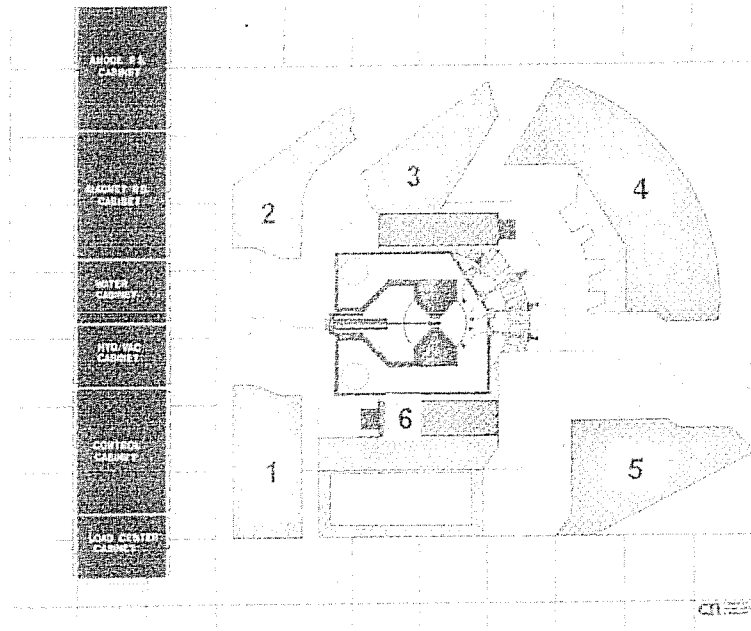 ANODE P.S.
CABINET
MAGNET P.S.
CABINET
WATER
CABINET
HYD/VAC
CABINET
CONTROL
CABINET
LOAD CENTER
CABINET
1
2
3
4
5
6